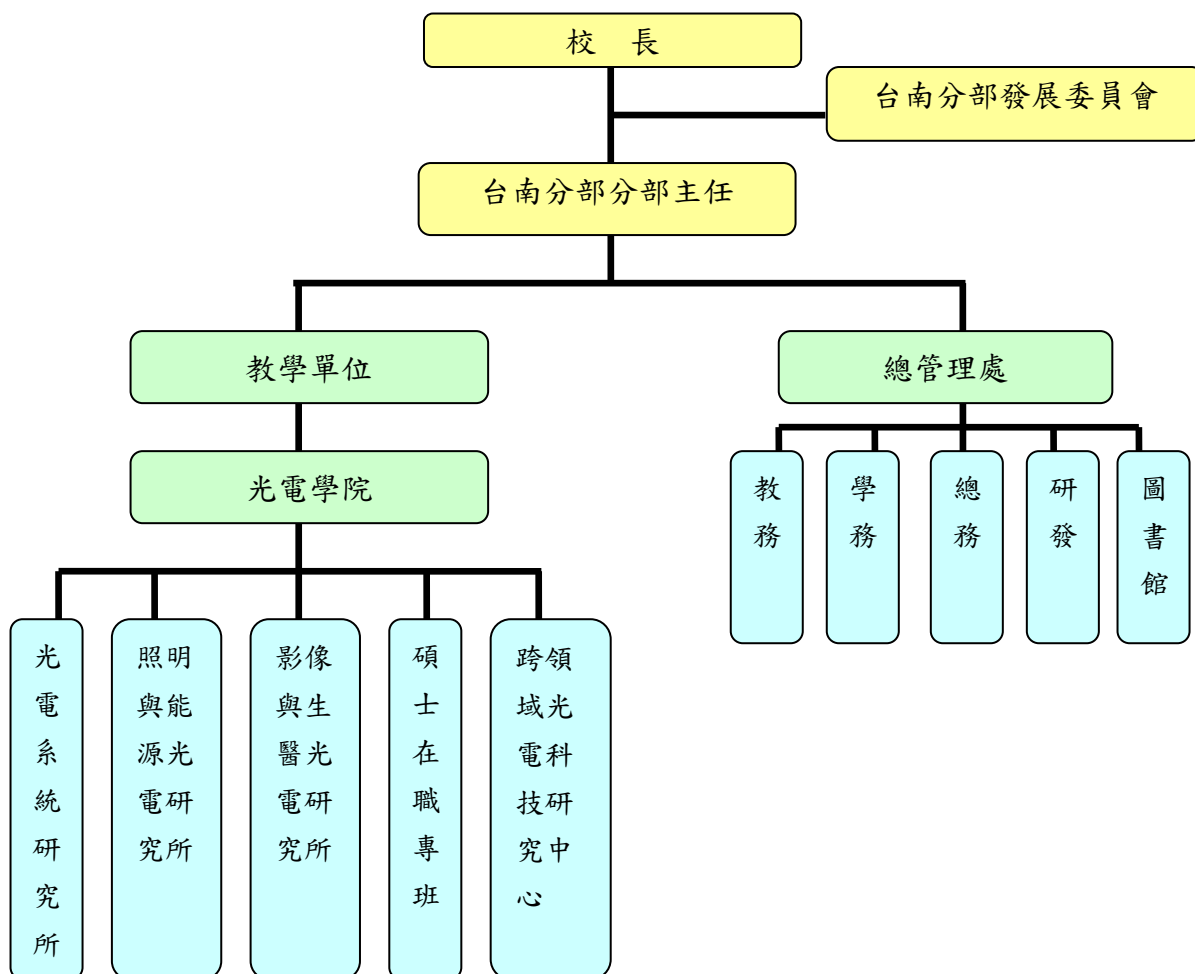 校　長
台南分部發展委員會
台南分部分部主任
教學單位
總管理處
光電學院
教務
學務
總務
研發
圖書館
光電系統研究所
照明
與能
源光
電研
究所
影像
與生
醫光
電研
究所
碩士在職專班
跨領
域光
電科
技研
究中
心